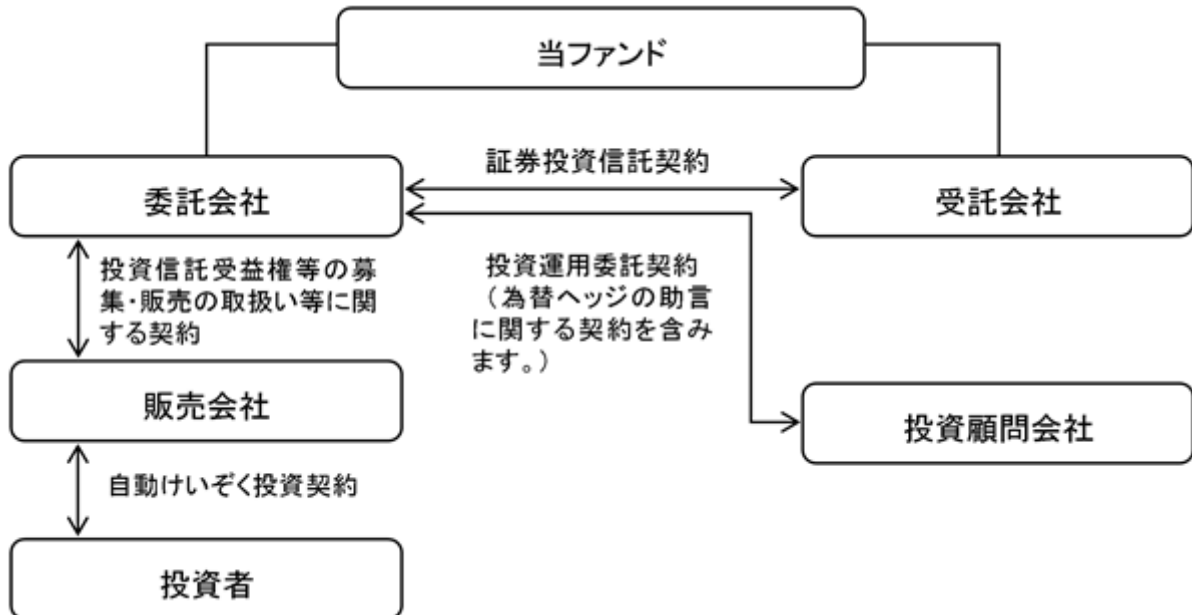 当ファンド
証券投資信託契約
委託会社
受託会社
投資信託受益権等の募
集・販売の取扱い等に関
する契約
投資運用委託契約
（為替ヘッジの助言
に関する契約を含み
ます。）
販売会社
投資顧問会社
自動けいぞく投資契約
投資者